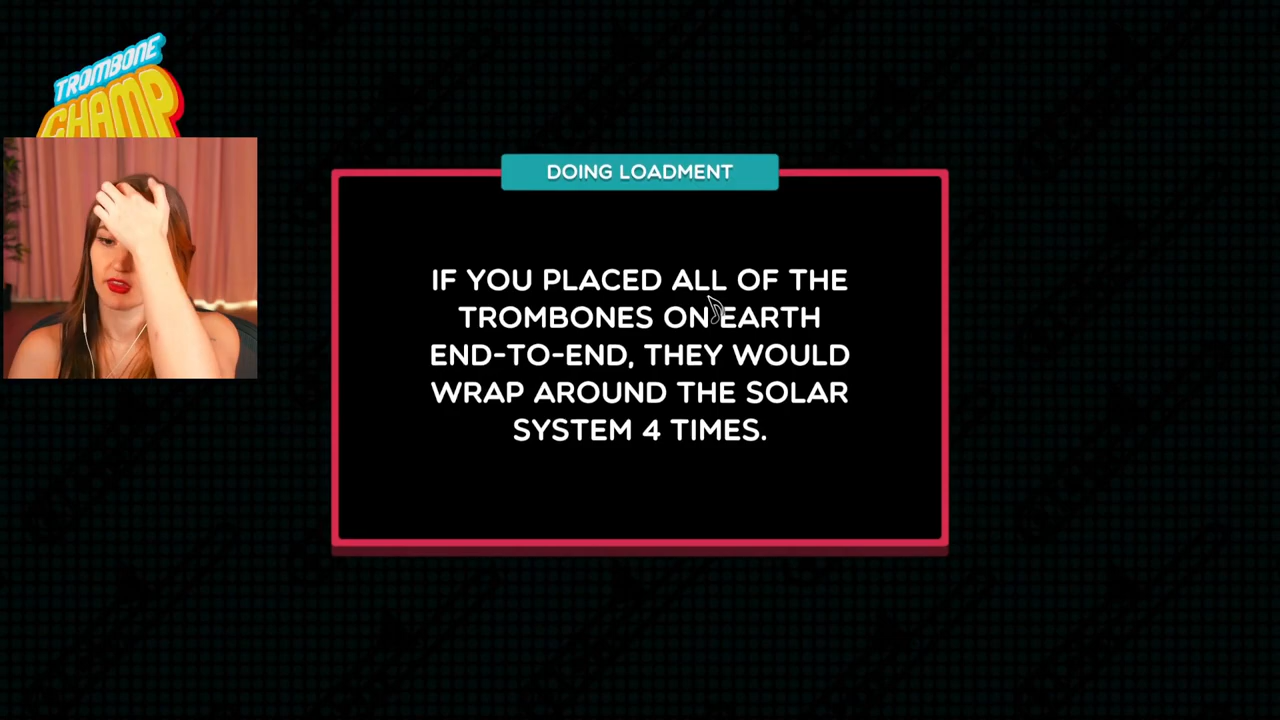 TROMBONE
CHAMP
DOING LOADMENT
IF YOU PLACED ALL OF THE
TROMBONES ON EARTH
END-TO-END, THEY WOULD
WRAP AROUND THE SOLAR
SYSTEM 4 TIMES.